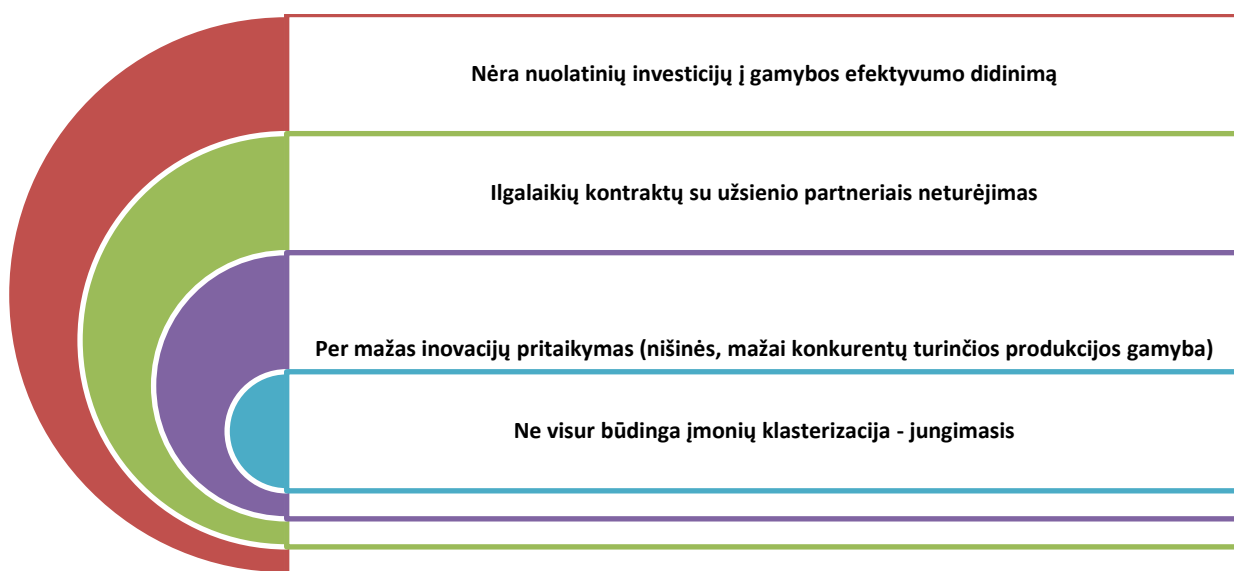 Nėra nuolatinių investicijų į gamybos efektyvumo didinimą
Ilgalaikių kontraktų su užsienio partneriais neturėjimas
Per mažas inovacijų pritaikymas (nišinės, mažai konkurentų turinčios produkcijos gamyba)
Ne visur būdinga įmonių klasterizacija - jungimasis